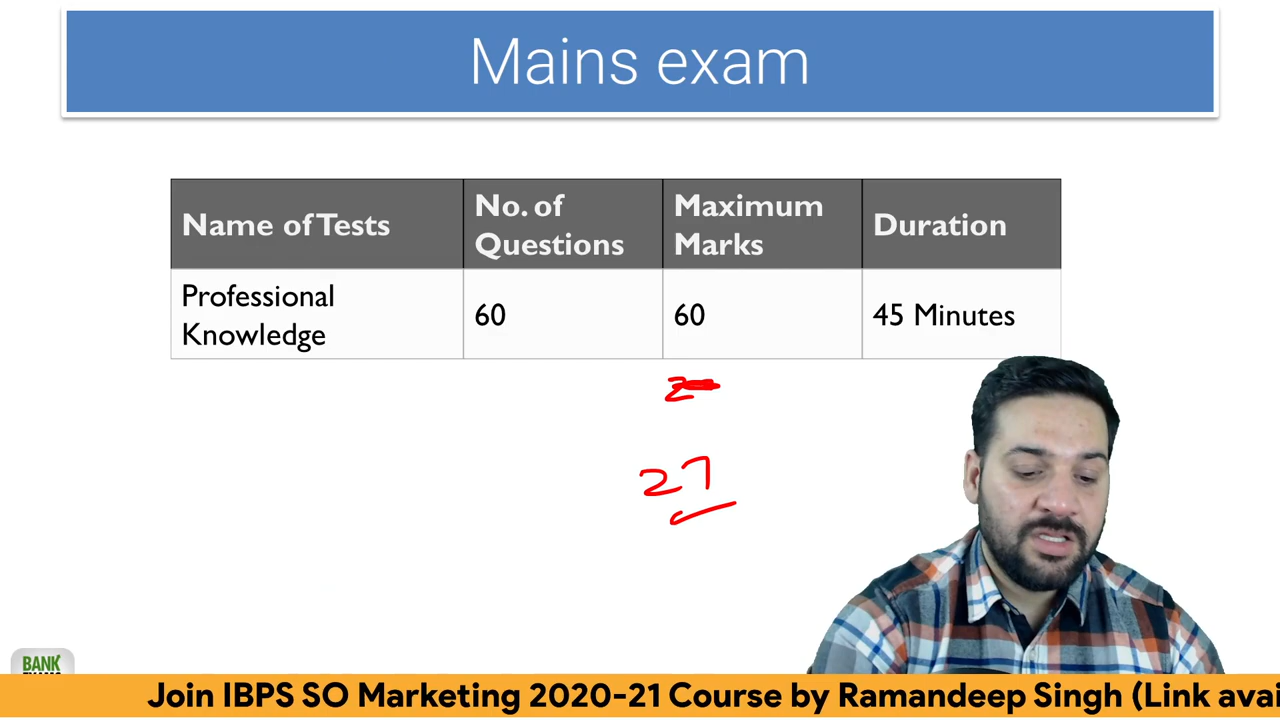 Mains exam
Name of Tests
No. of
Questions
Maximum
Marks
Duration
Professional
Knowledge
60
60
45 Minutes
27
BANK
Join IBPS SO Marketing 2020-21 Course by Ramandeep Singh (Link avai